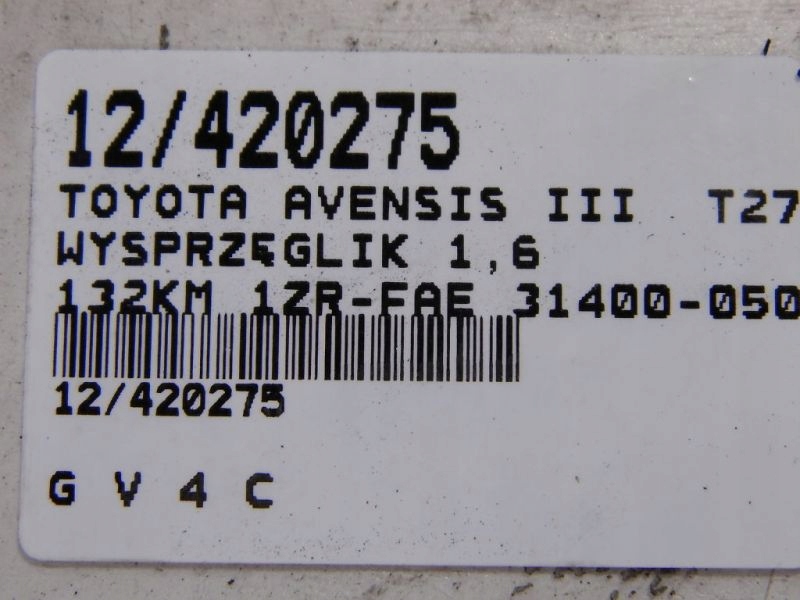 12/420275
TOYOTA AVENSIS III T27
WYSPRZĘGLIK 1,6
132KM 1ZR-FAE 31400-050
12/420275
G V 4 C